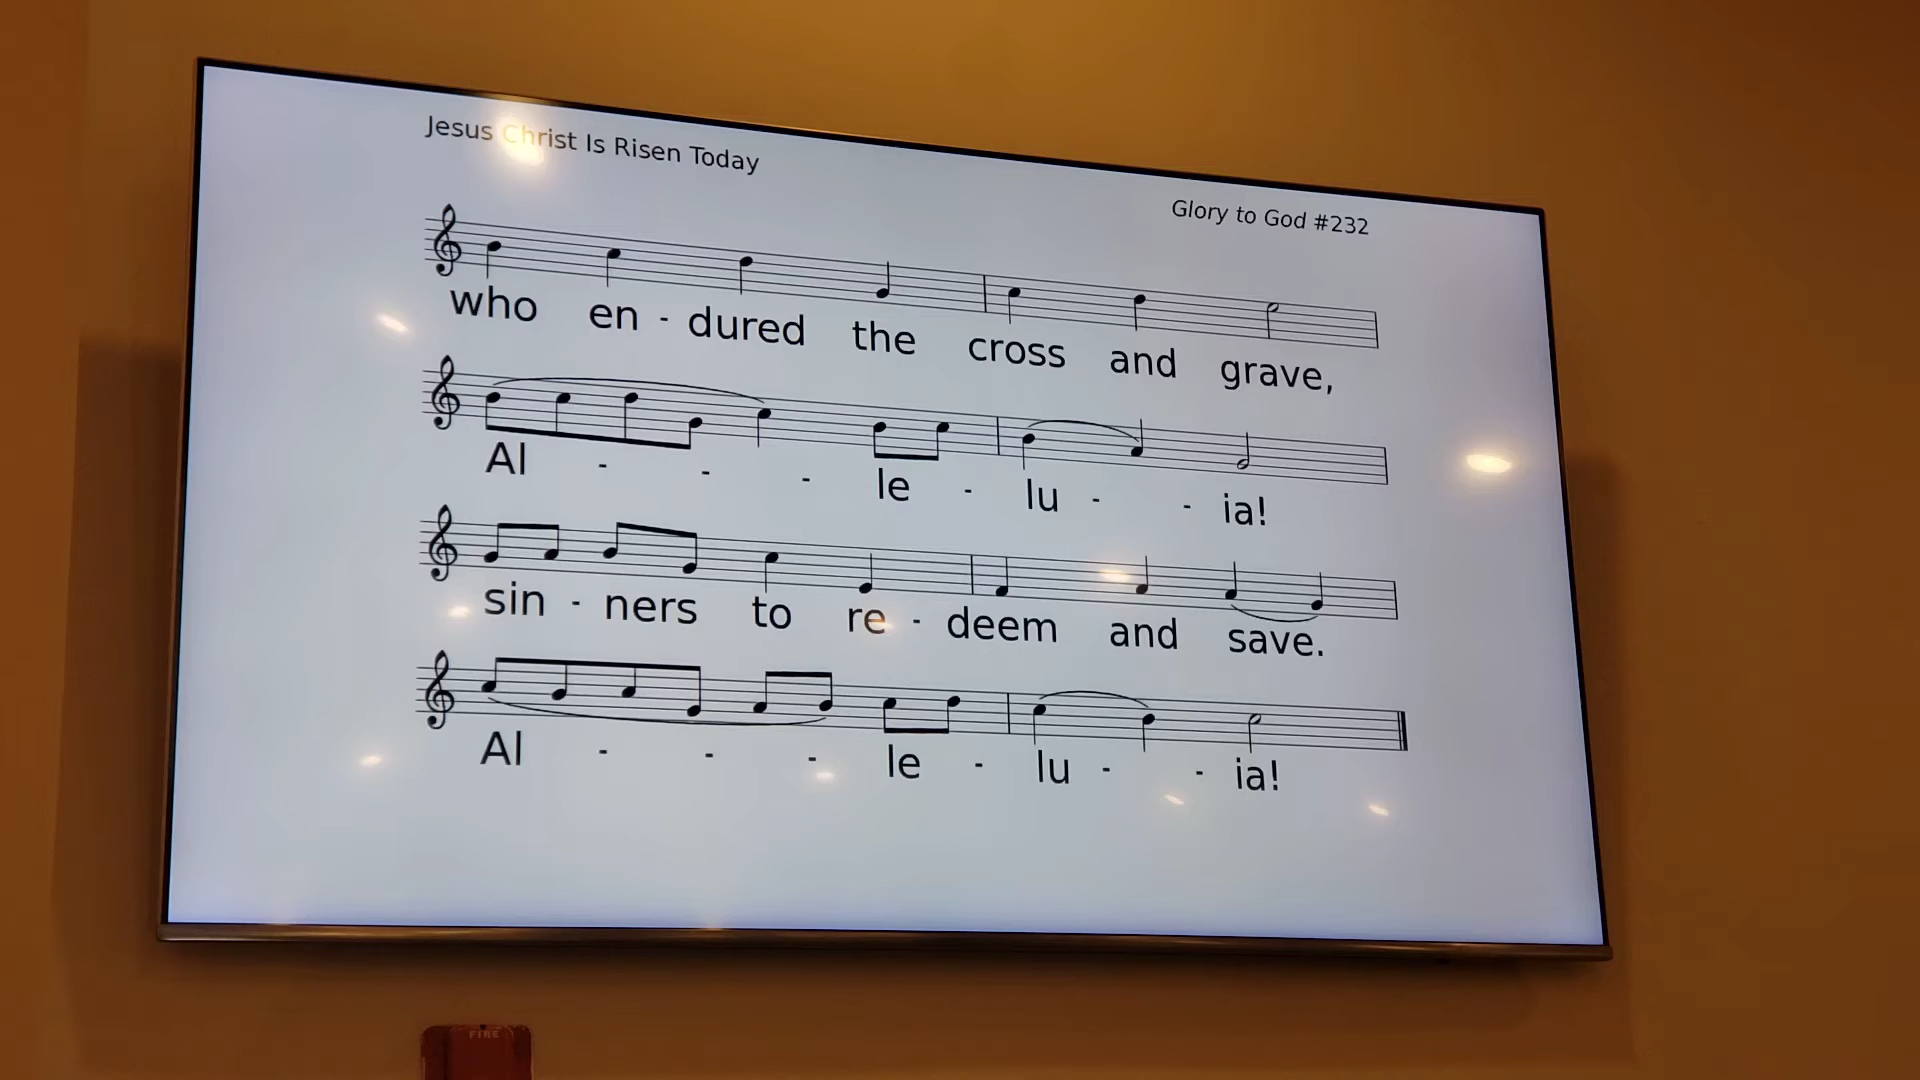 Jesus Christ Is Risen Today
Glory to God #232
who en - dured the cross and grave,
Al - - - le - lu - - ia!
sin - ners to re - deem and save.
Al - - - le - lu - - ia!
FIRE